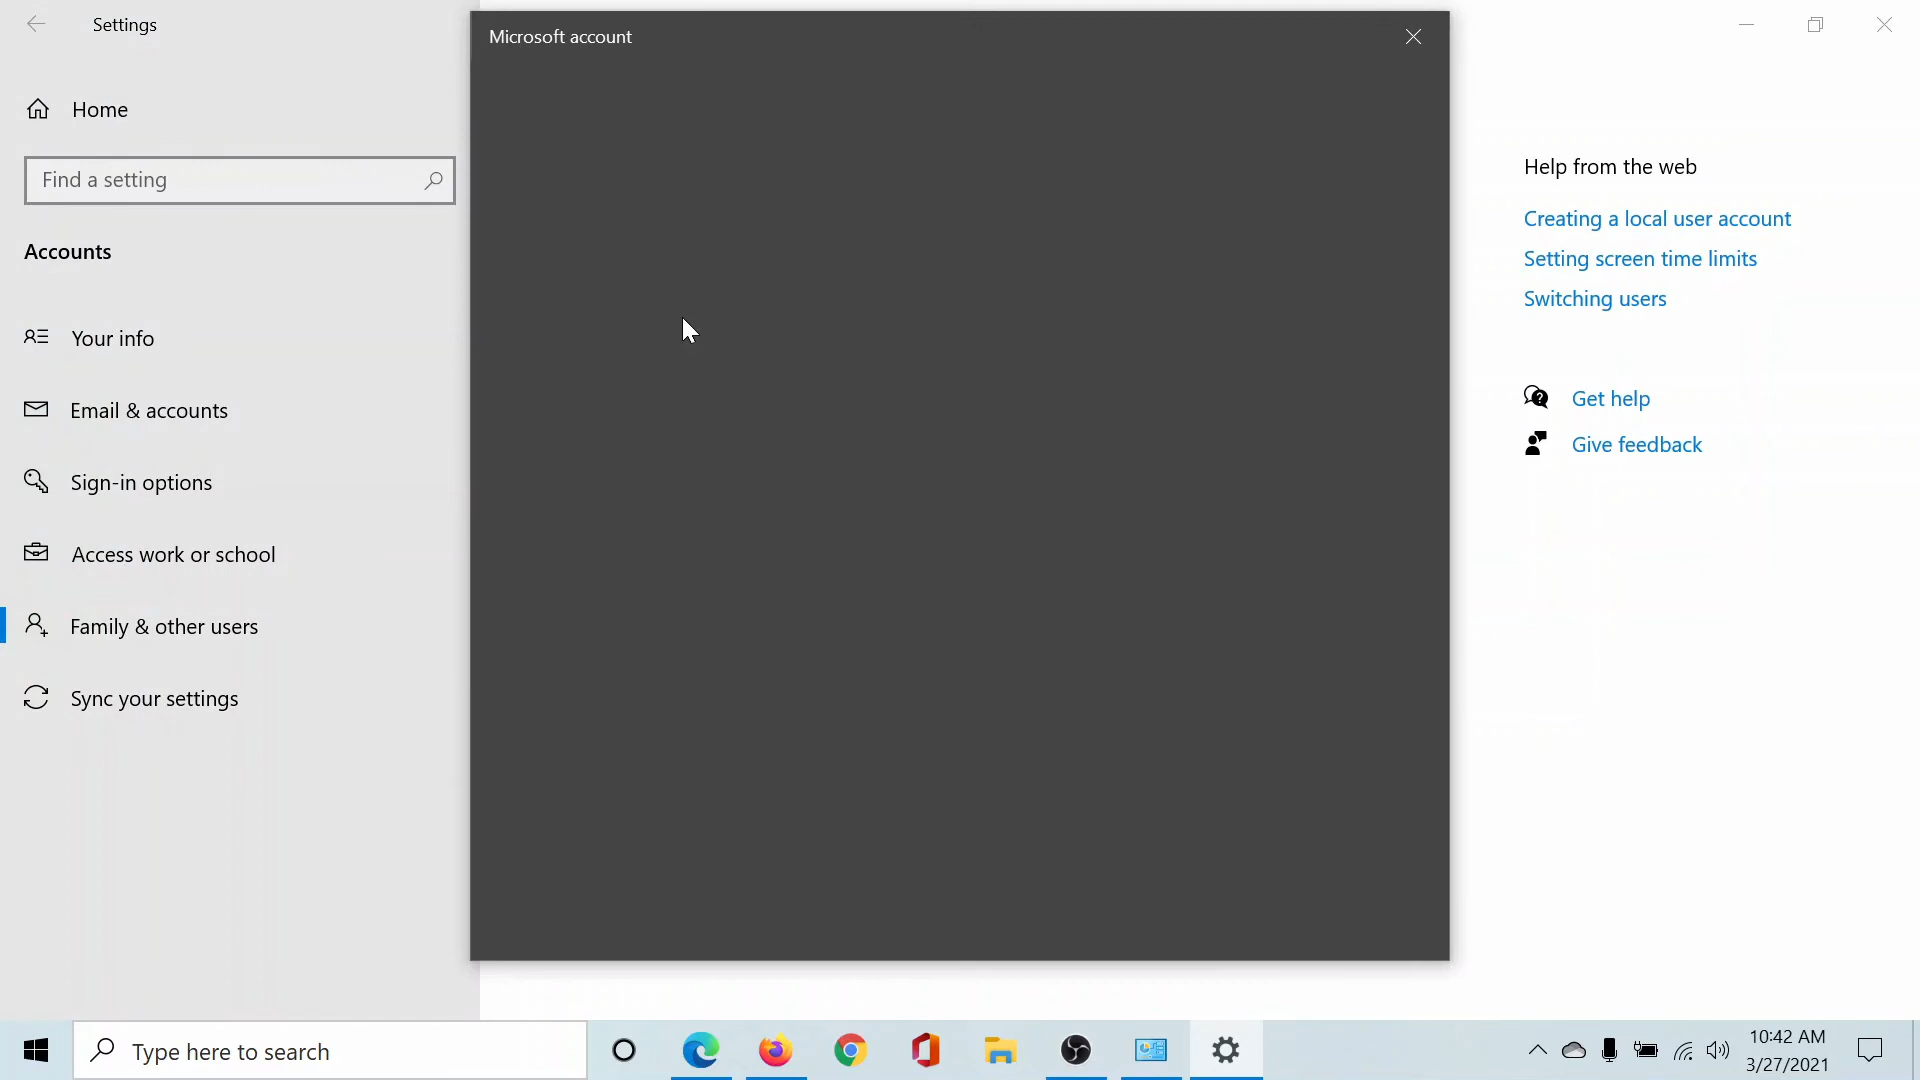 Settings
Home
Find a setting
Accounts
Your info
Email & accounts
Sign-in options
Access work or school
Family & other users
Sync your settings
Microsoft account
Help from the web
Creating a local user account
Setting screen time limits
Switching users
Get help
Give feedback
Type here to search
10:42 AM
3/27/2021